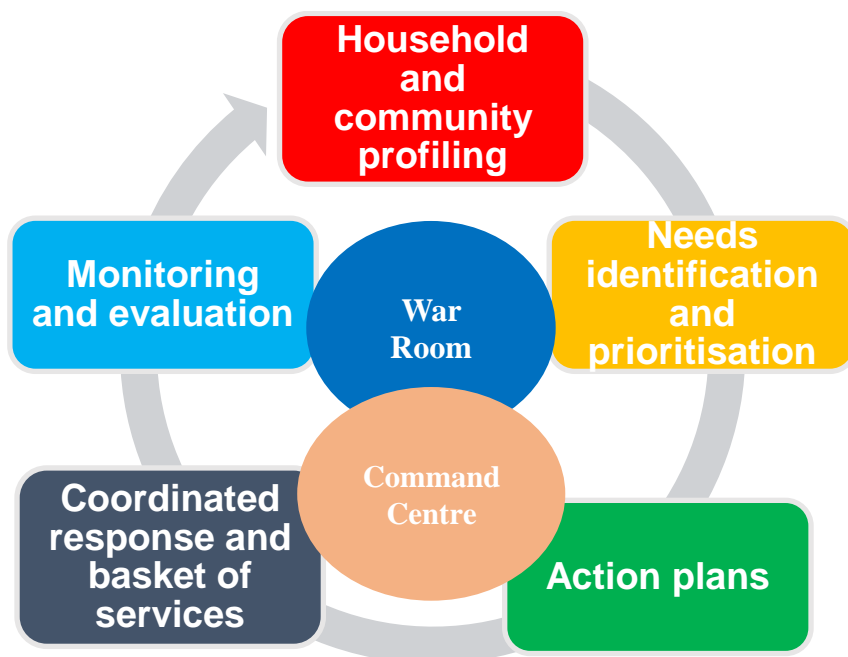 Household
and
community
profiling
Needs
identification
and
prioritisation
Monitoring
and evaluation
War
Room
Command
Centre
Coordinated
response and
basket of
services
Action plans